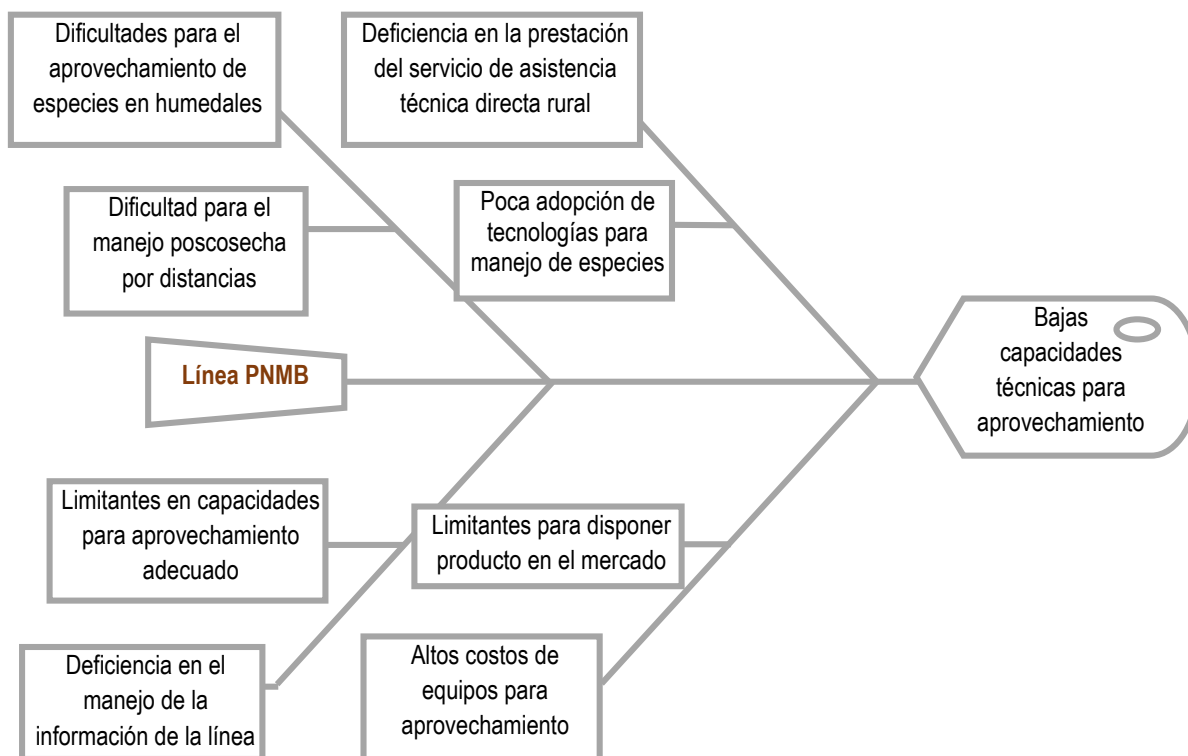 Dificultades para el
aprovechamiento de
especies en humedales
Deficiencia en la prestación
del servicio de asistencia
técnica directa rural
Dificultad para el
manejo poscosecha
por distancias
Poca adopción de
tecnologías para
manejo de especies
Línea PNMB
Bajas
capacidades
técnicas para
aprovechamiento
Limitantes en capacidades
para aprovechamiento
adecuado
Limitantes para disponer
producto en el mercado
Deficiencia en el
manejo de la
información de la línea
Altos costos de
equipos para
aprovechamiento